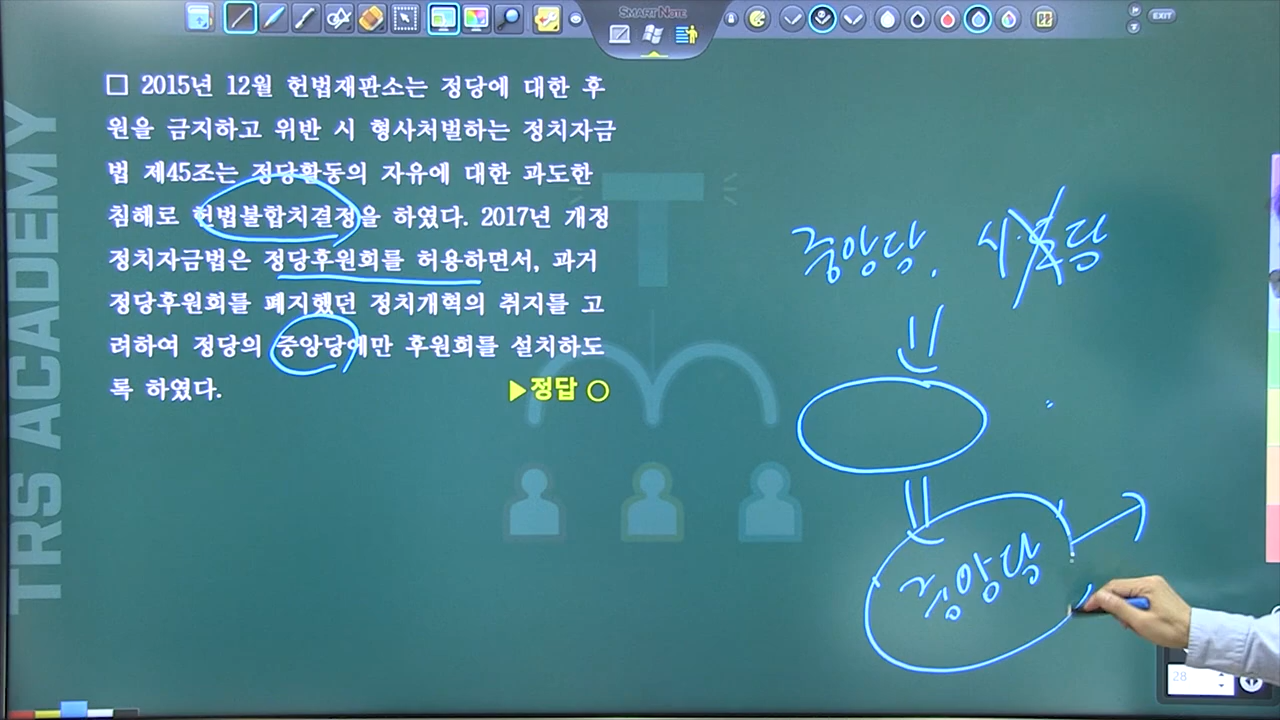 SMART NOTE
EXIT
□ 2015년 12월 헌법재판소는 정당에 대한 후
원을 금지하고 위반 시 형사처벌하는 정치자금
법 제45조는 정당활동의 자유에 대한 과도한
침해로 헌법불합치결정을 하였다. 2017년 개정
정치자금법은 정당후원회를 허용하면서, 과거
정당후원회를 폐지했던 정치개혁의 취지를 고
려하여 정당의 중앙당에만 후원회를 설치하도
록 하였다.
▶정답 ○
중앙당, 시·도당
중앙당
TRS ACADEMY
28